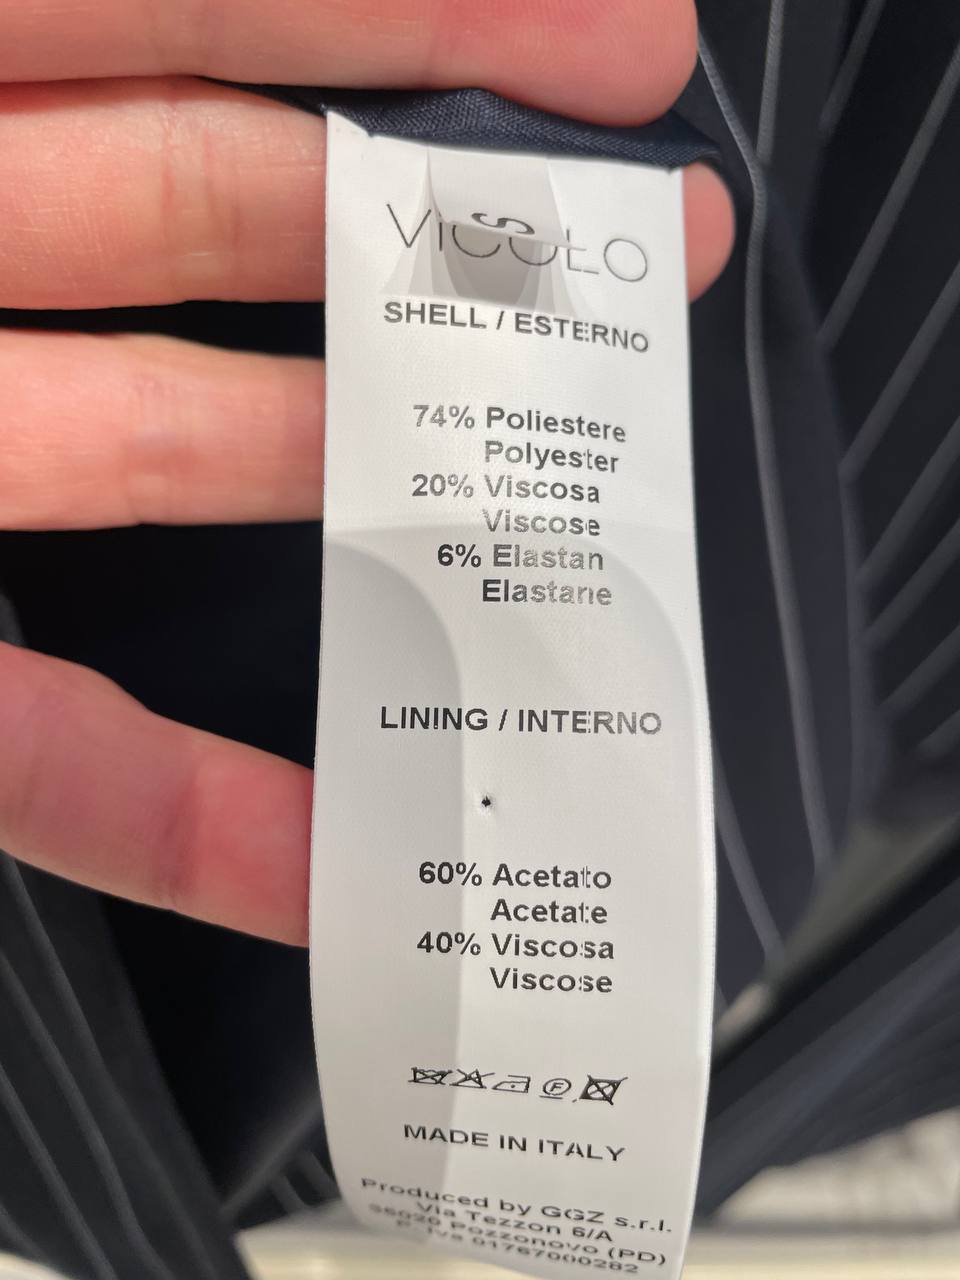 ViCOLO
S
SHELL / ESTERNO
74% Poliestere
Polyester
20% Viscosa
Viscose
6% Elastan
Elastane
LINING / INTERNO
60% Acetato
Acetate
40% Viscosa
Viscose
MADE IN ITALY
Produced by GGZ s.r.l.
Via Tezzon 6/A
35020 Pozzonovo (PD)
P. Iva 01767000282